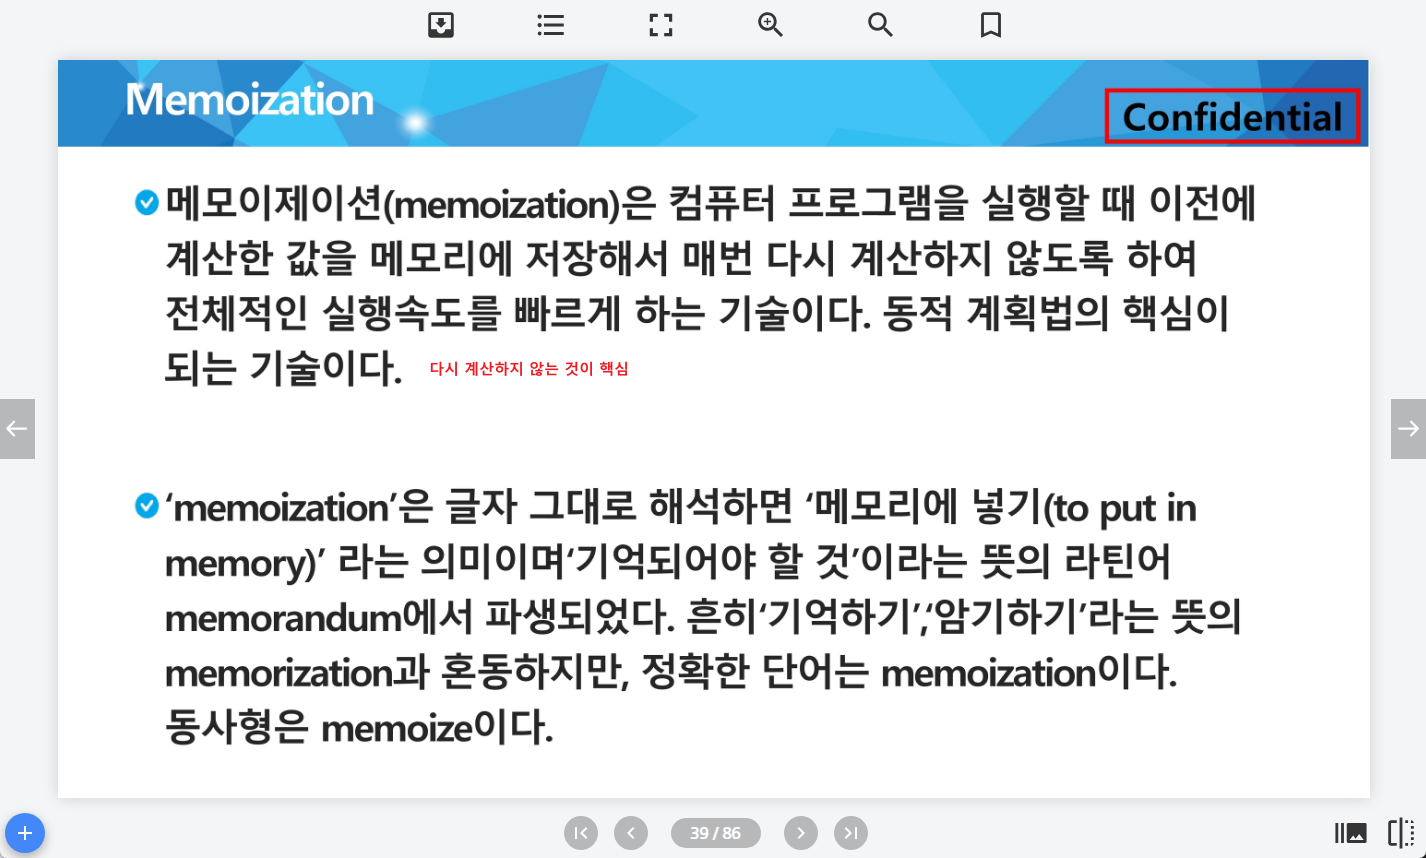 Memoization
Confidential
메모이제이션(memoization)은 컴퓨터 프로그램을 실행할 때 이전에
계산한 값을 메모리에 저장해서 매번 다시 계산하지 않도록 하여
전체적인 실행속도를 빠르게 하는 기술이다. 동적 계획법의 핵심이
되는 기술이다. 다시 계산하지 않는 것이 핵심
‘memoization’은 글자 그대로 해석하면 ‘메모리에 넣기(to put in
memory)’ 라는 의미이며‘기억되어야 할 것’이라는 뜻의 라틴어
memorandum에서 파생되었다. 흔히‘기억하기’,‘암기하기’라는 뜻의
memorization과 혼동하지만, 정확한 단어는 memoization이다.
동사형은 memoize이다.
39 / 86